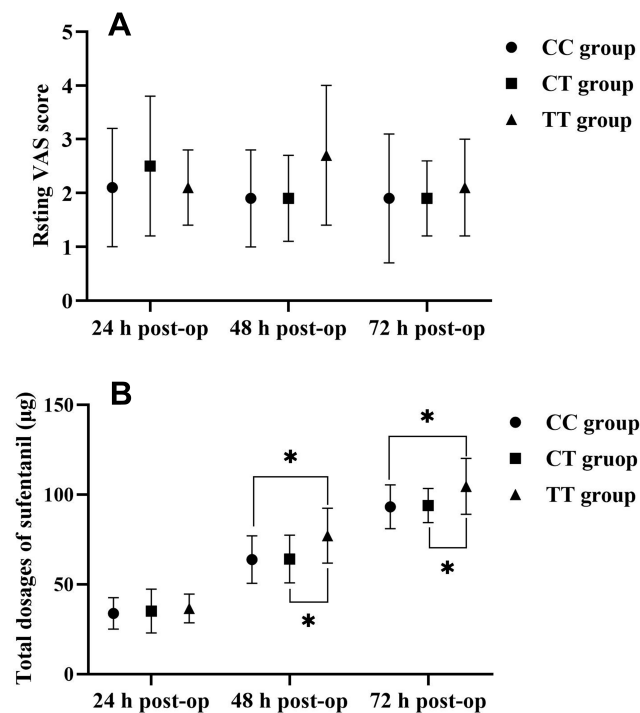 A
Rsting VAS score
5
4
3
2
1
0
24 h post-op 48 h post-op 72 h post-op
CC group
CT group
TT group
B
Total dosages of sufentanil (μg)
150
100
50
0
* *
* *
24 h post-op 48 h post-op 72 h post-op
CC group
CT gruop
TT group